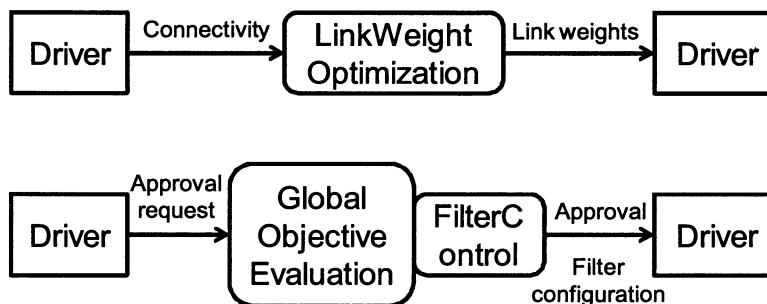 Driver
Connectivity
LinkWeight
Optimization
Link weights
Driver
Driver
Approval
request
Global
Objective
Evaluation
FilterC
ontrol
Approval
Filter
configuration
Driver